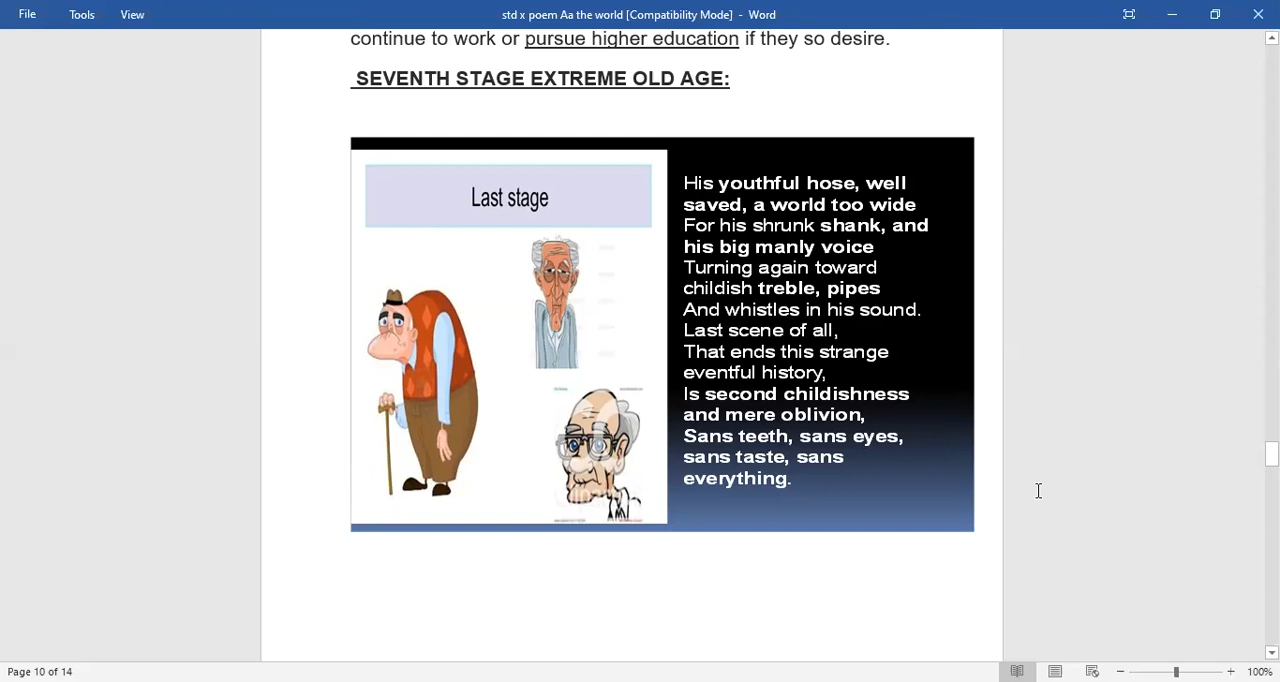 File Tools View std x poem Aa the world [Compatibility Mode] - Word
continue to work or pursue higher education if they so desire.
SEVENTH STAGE EXTREME OLD AGE:
Last stage
His youthful hose, well
saved, a world too wide
For his shrunk shank, and
his big manly voice
Turning again toward
childish treble, pipes
And whistles in his sound.
Last scene of all,
That ends this strange
eventful history,
Is second childishness
and mere oblivion,
Sans teeth, sans eyes,
sans taste, sans
everything.
Page 10 of 14
100%